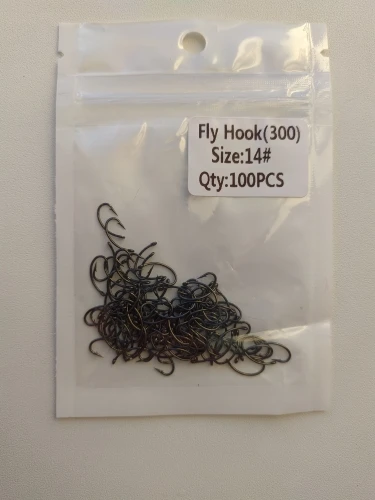 Fly Hook(300)
Size:14#
Qty:100PCS